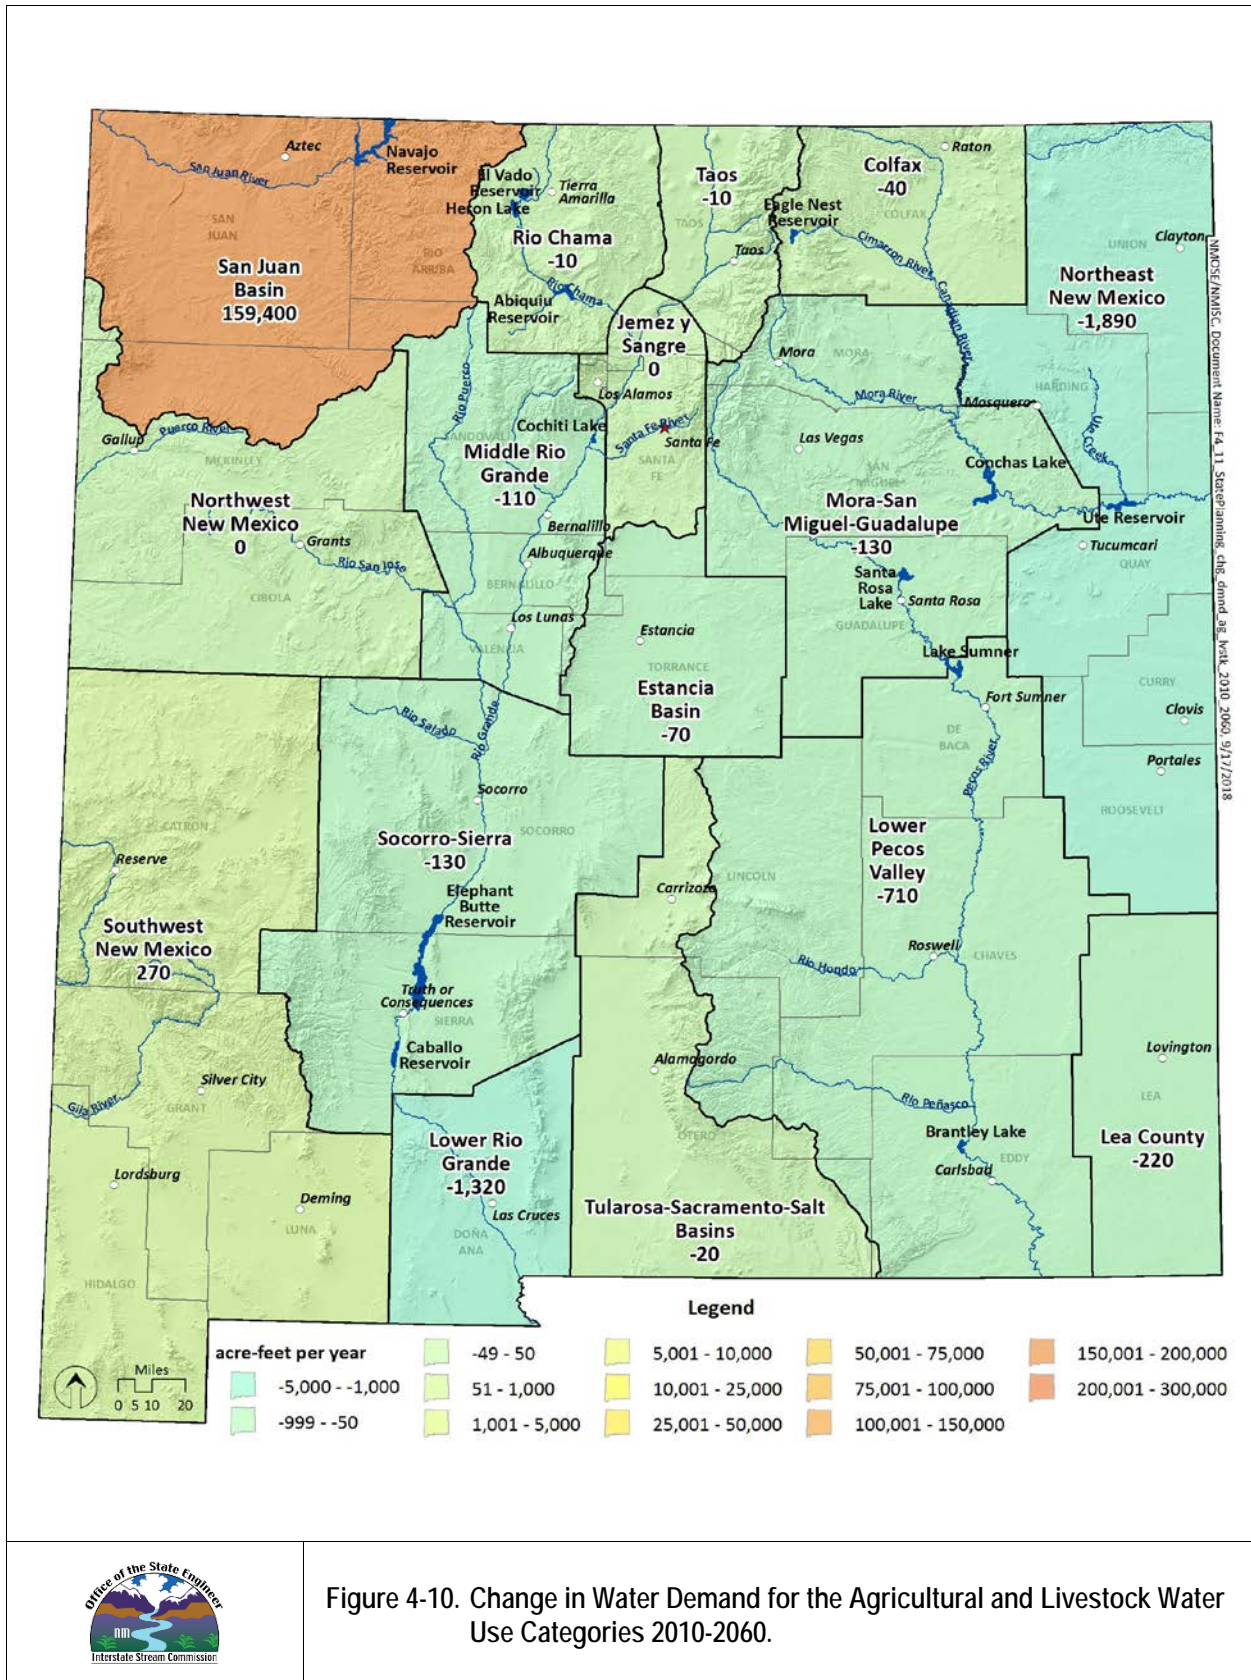 Aztec
San Juan River
Navajo
Reservoir
SAN
JUAN
RIO
ARRIBA
San Juan
Basin
159,400
El Vado
Reservoir
Heron Lake
Tierra
Amarilla
Rio Chama
-10
Rio Chama
Abiquiu
Reservoir
Taos
-10
TAOS
Taos
Colfax
-40
Raton
COLFAX
Eagle Nest
Reservoir
Cimarron River
Canadian River
UNION
Clayton
Northeast
New Mexico
-1,890
HARDING
Mosquero
Ute Creek
Ute Reservoir
Tucumcari
QUAY
CURRY
Clovis
Portales
ROOSEVELT
Jemez y
Sangre
0
Los Alamos
Santa Fe River
Santa Fe
SANTA
FE
Mora
MORA
Mora River
Las Vegas
SAN
MIGUEL
Conchas Lake
Mora-San
Miguel-Guadalupe
-130
Santa
Rosa
Lake
Santa Rosa
GUADALUPE
Lake Sumner
Rio Puerco
SANDOVAL
Cochiti Lake
Middle Rio
Grande
-110
Bernalillo
Albuquerque
BERNALILLO
Los Lunas
VALENCIA
Gallup
Puerco River
MCKINLEY
Northwest
New Mexico
0
Grants
Rio San Jose
CIBOLA
Estancia
TORRANCE
Estancia
Basin
-70
Fort Sumner
DE
BACA
Pecos River
Rio Salado
Rio Grande
Socorro
SOCORRO
Socorro-Sierra
-130
Elephant
Butte
Reservoir
Truth or
Consequences
SIERRA
Caballo
Reservoir
CATRON
Reserve
Southwest
New Mexico
270
Silver City
GRANT
Gila River
Lordsburg
Deming
LUNA
HIDALGO
Lower Rio
Grande
-1,320
Las Cruces
DOÑA
ANA
Carrizozo
LINCOLN
Lower
Pecos
Valley
-710
Roswell
CHAVES
Rio Hondo
Alamogordo
OTERO
Rio Peñasco
Brantley Lake
EDDY
Carlsbad
Tularosa-Sacramento-Salt
Basins
-20
Lovington
LEA
Lea County
-220
NMOSE/NMISC, Document Name: F4_11_StatePlanning_chg_dmnd_ag_lvstk_2010_2060, 9/17/2018
Legend
acre-feet per year
-5,000 - -1,000
-999 - -50
-49 - 50
51 - 1,000
1,001 - 5,000
5,001 - 10,000
10,001 - 25,000
25,001 - 50,000
50,001 - 75,000
75,001 - 100,000
100,001 - 150,000
150,001 - 200,000
200,001 - 300,000
Miles
0 5 10 20
Office of the State Engineer
nm
Interstate Stream Commission
Figure 4-10. Change in Water Demand for the Agricultural and Livestock Water
Use Categories 2010-2060.